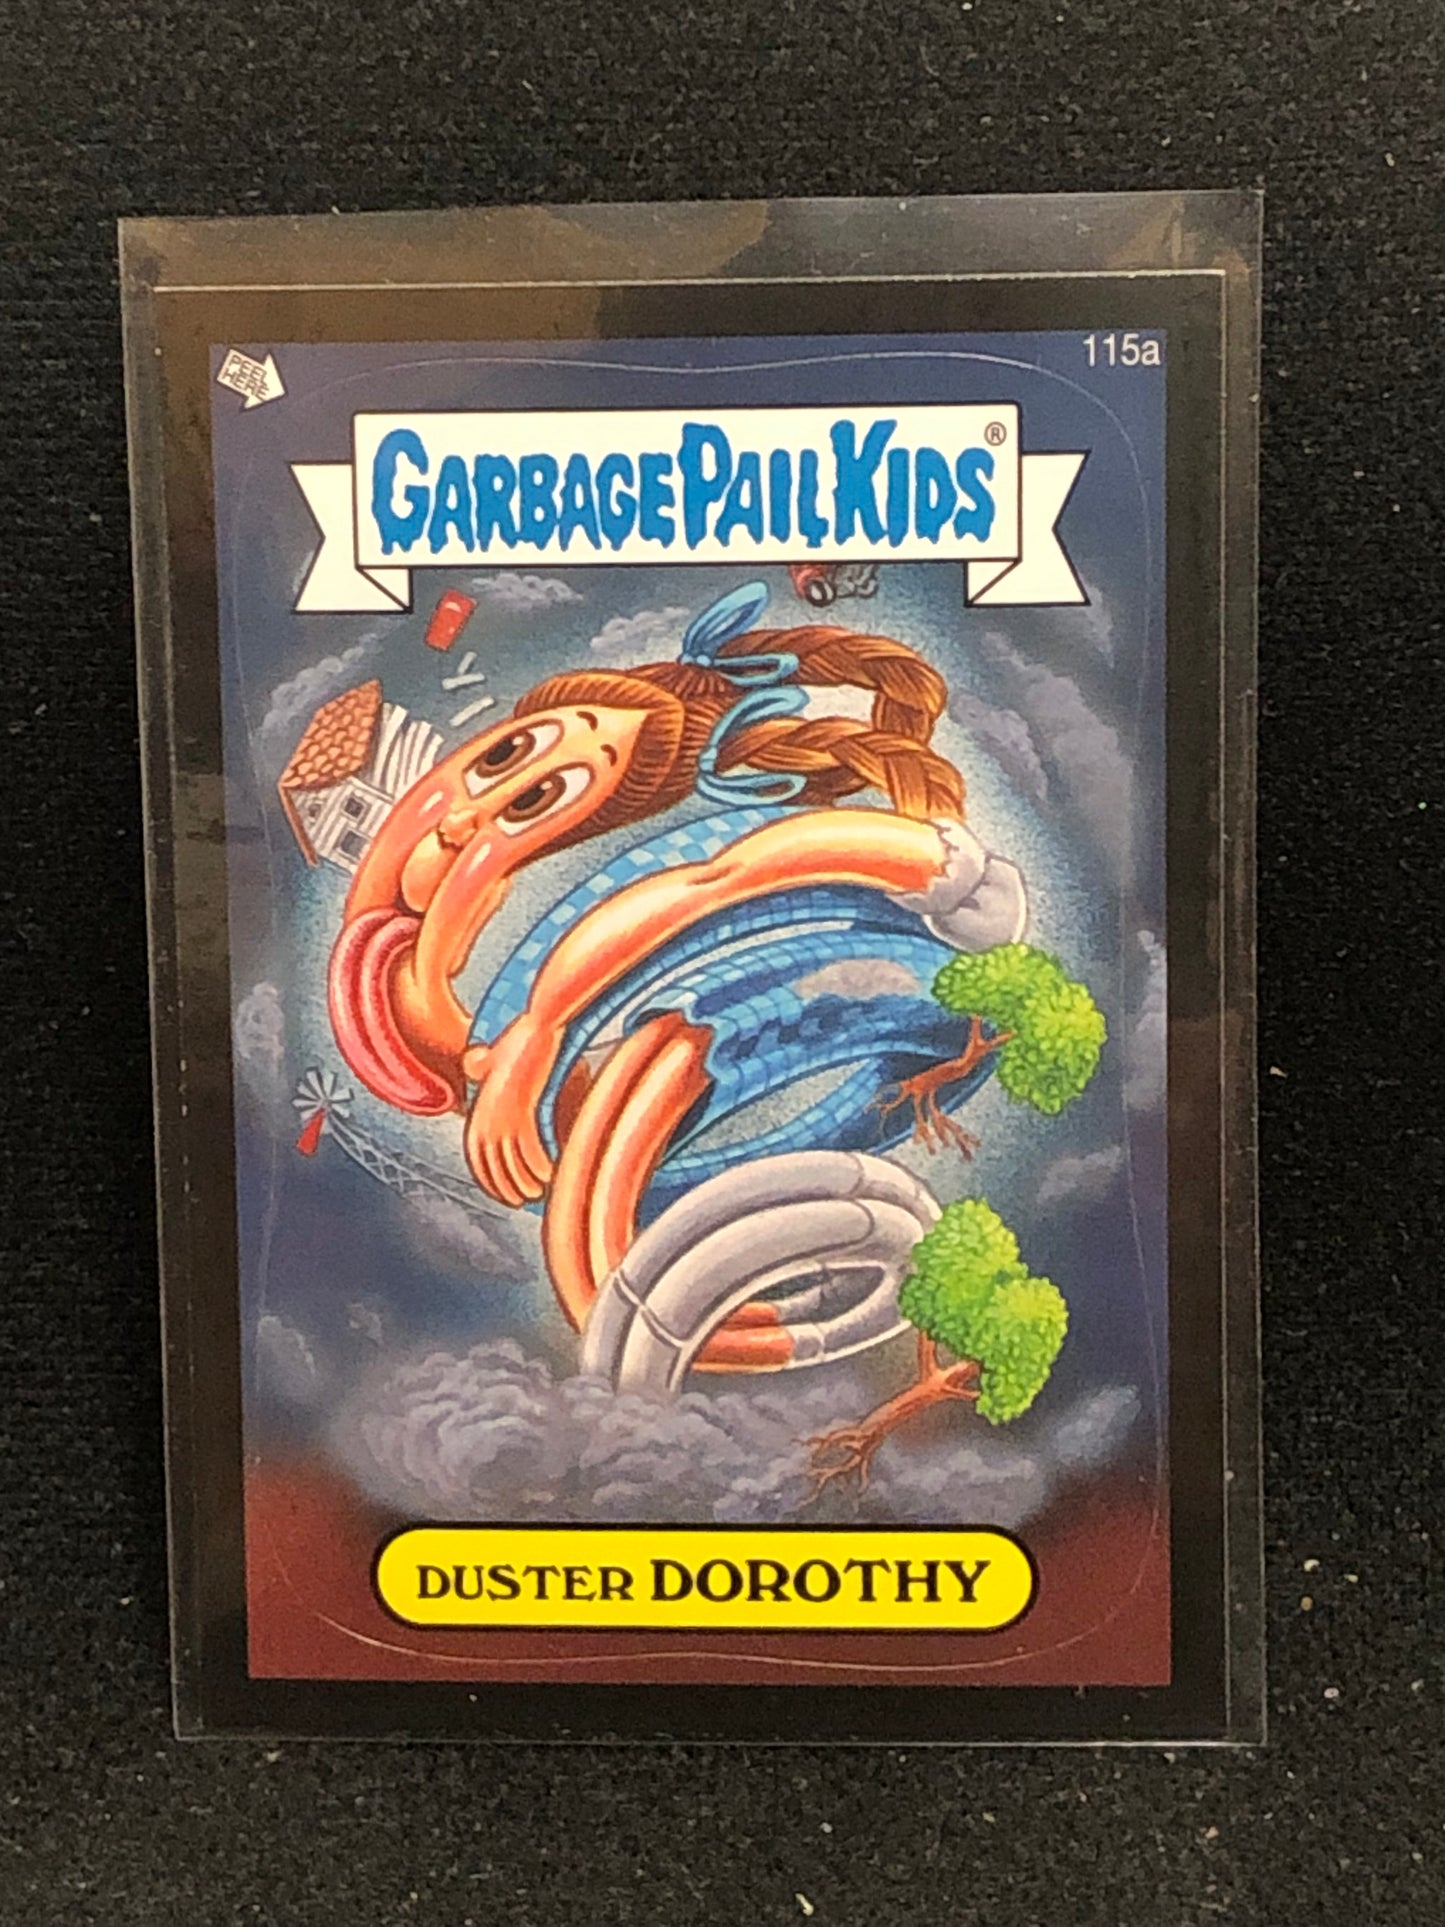 PEEL
HERE
115a
GARBAGE PAIL KIDS®
DUSTER DOROTHY